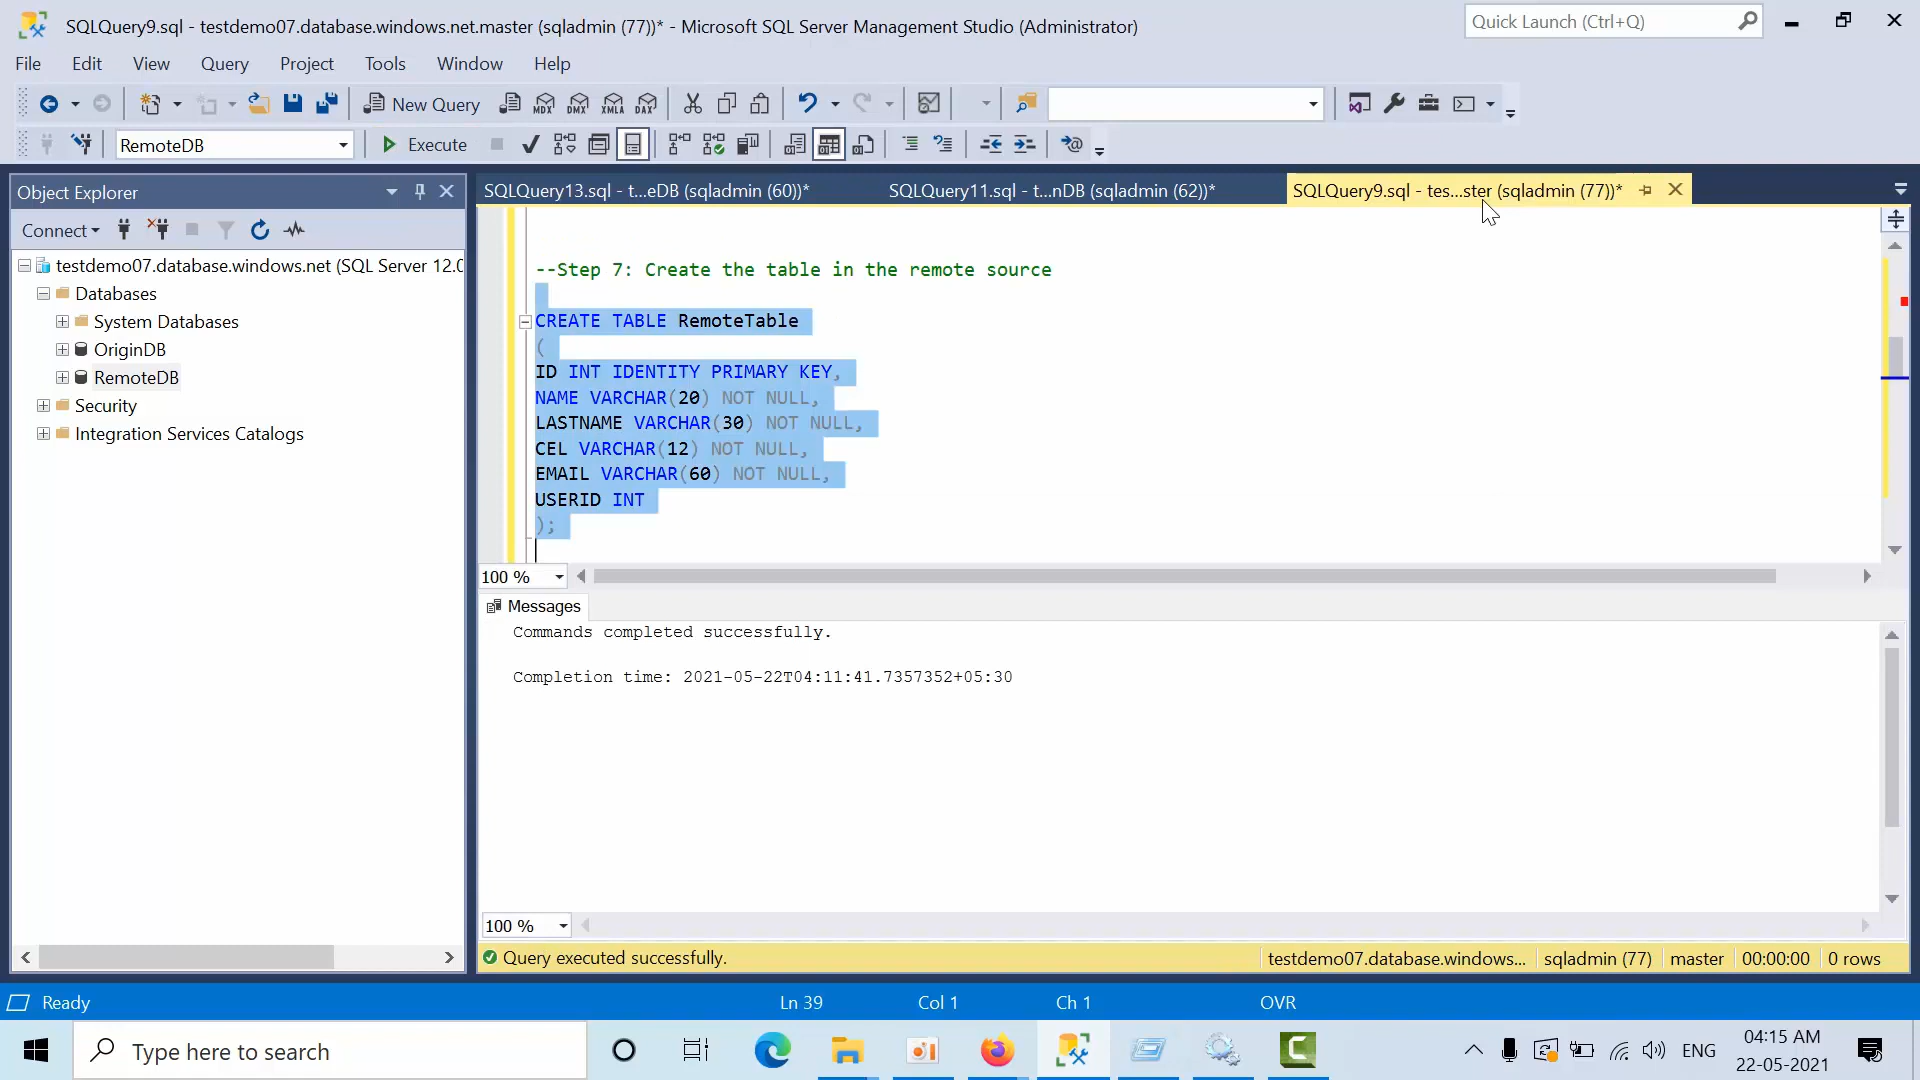 SQLQuery9.sql - testdemo07.database.windows.net.master (sqladmin (77))* - Microsoft SQL Server Management Studio (Administrator)
Quick Launch (Ctrl+Q)
File Edit View Query Project Tools Window Help
New Query
MDX DMX XMLA DAX
RemoteDB
Execute
Object Explorer
SQLQuery13.sql - t...eDB (sqladmin (60))*
SQLQuery11.sql - t...nDB (sqladmin (62))*
SQLQuery9.sql - tes...ster (sqladmin (77))*
Connect
testdemo07.database.windows.net (SQL Server 12.0
Databases
System Databases
OriginDB
RemoteDB
Security
Integration Services Catalogs
--Step 7: Create the table in the remote source
CREATE TABLE RemoteTable
(
ID INT IDENTITY PRIMARY KEY,
NAME VARCHAR(20) NOT NULL,
LASTNAME VARCHAR(30) NOT NULL,
CEL VARCHAR(12) NOT NULL,
EMAIL VARCHAR(60) NOT NULL,
USERID INT
);
100 %
Messages
Commands completed successfully.
Completion time: 2021-05-22T04:11:41.7357352+05:30
100 %
Query executed successfully.
testdemo07.database.windows... sqladmin (77) master 00:00:00 0 rows
Ready
Ln 39
Col 1
Ch 1
OVR
Type here to search
ENG
04:15 AM
22-05-2021